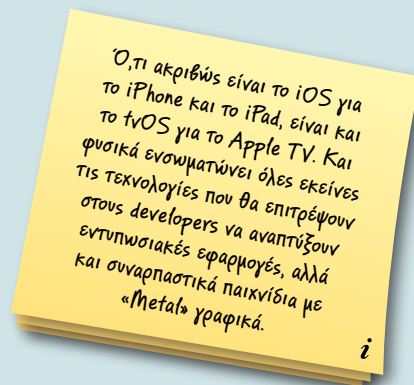 Ό,τι ακριβώς είναι το iOS για
το iPhone και το iPad, είναι και
το tvOS για το Apple TV. Και
φυσικά ενσωματώνει όλες εκείνες
τις τεχνολογίες που θα επιτρέψουν
στους developers να αναπτύξουν
εντυπωσιακές εφαρμογές, αλλά
και συναρπαστικά παιχνίδια με
«Metal» γραφικά.
i